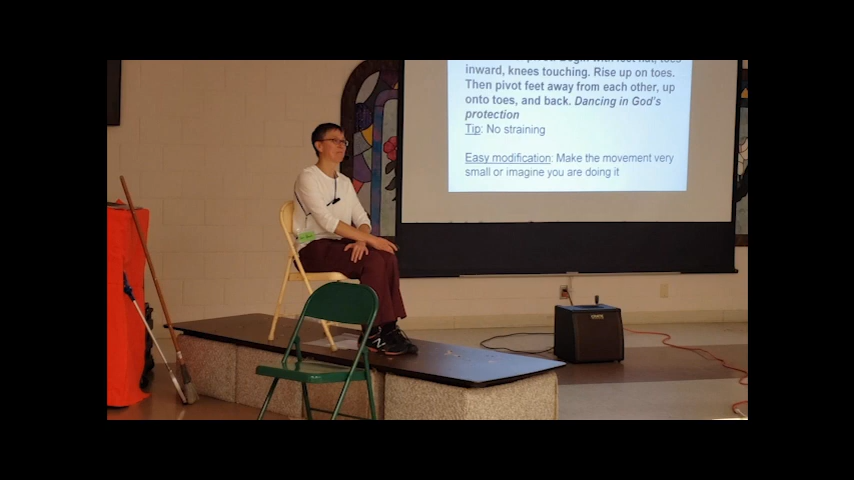 inward, knees touching. Rise up on toes.
Then pivot feet away from each other, up
onto toes, and back. Dancing in God's
protection
Tip: No straining
Easy modification: Make the movement very
small or imagine you are doing it